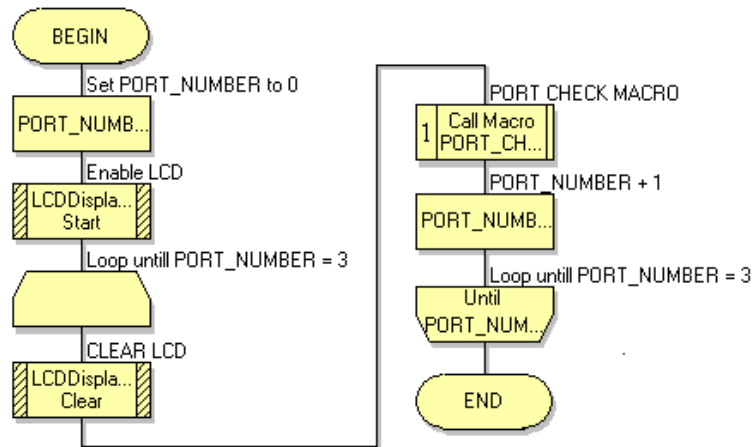 BEGIN
Set PORT_NUMBER to 0
PORT_NUMB...
Enable LCD
LCDDispla...
Start
Loop untill PORT_NUMBER = 3
CLEAR LCD
LCDDispla...
Clear
PORT CHECK MACRO
1
Call Macro
PORT_CH...
PORT_NUMBER + 1
PORT_NUMB...
Loop untill PORT_NUMBER = 3
Until
PORT_NUM...
END